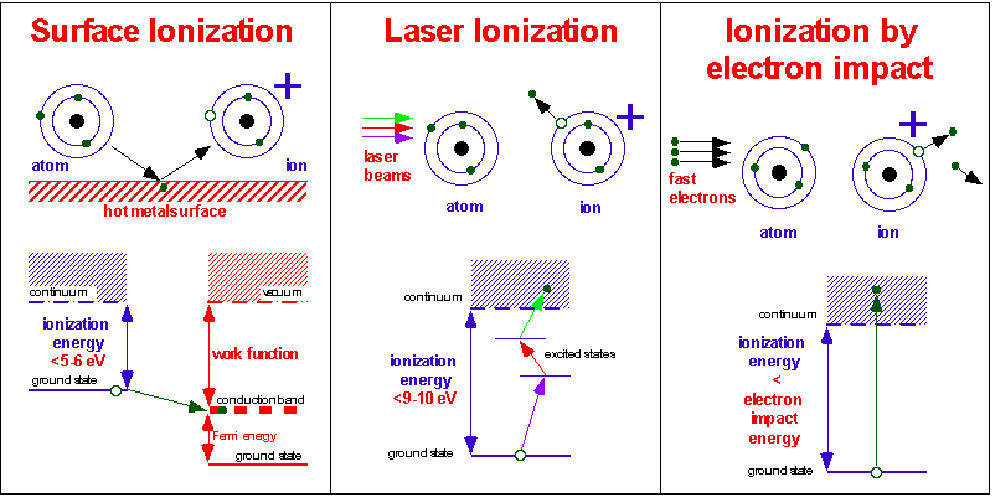 Surface Ionization
+
atom
ion
hot metal surface
continuum
vacuum
ionization
energy
<5-6 eV
work function
ground state
conduction band
Fermi energy
ground state
Laser Ionization
+
laser
beams
atom
ion
continuum
ionization
energy
<9-10 eV
excited states
ground state
Ionization by
electron impact
+
fast
electrons
atom
ion
continuum
ionization
energy
<
electron
impact
energy
ground state